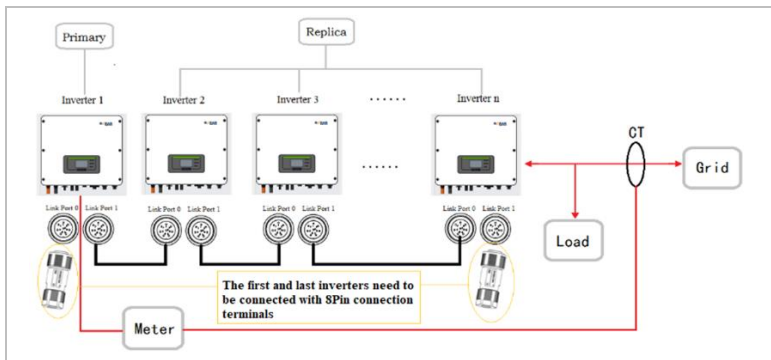 Primary
Replica
Inverter 1
Inverter 2
Inverter 3
Inverter n
CT
Grid
Link Port 0
Link Port 1
Link Port 0
Link Port 1
Link Port 0
Link Port 1
Link Port 0
Link Port 1
Load
The first and last inverters need to
be connected with 8Pin connection
terminals
Meter